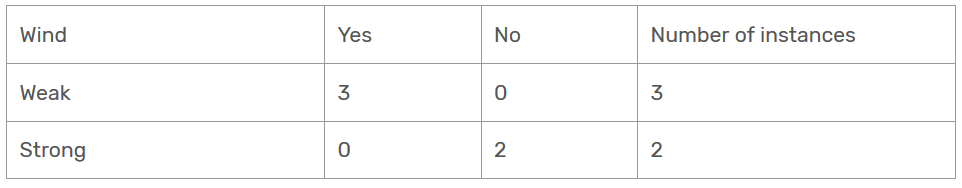 Wind Yes No Number of instances
Weak 3 0 3
Strong 0 2 2